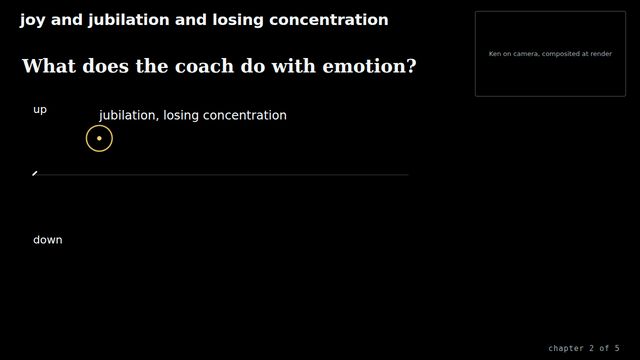 joy and jubilation and losing concentration
Ken on camera, composited at render
What does the coach do with emotion?
up
jubilation, losing concentration
down
chapter 2 of 5